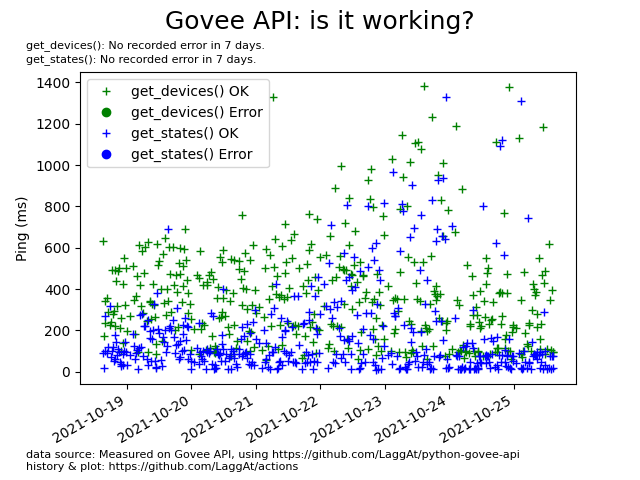 Govee API: is it working?
get_devices(): No recorded error in 7 days.
get_states(): No recorded error in 7 days.
get_devices() OK
get_devices() Error
get_states() OK
get_states() Error
Ping (ms)
1400
1200
1000
800
600
400
200
0
2021-10-19
2021-10-20
2021-10-21
2021-10-22
2021-10-23
2021-10-24
2021-10-25
data source: Measured on Govee API, using https://github.com/LaggAt/python-govee-api
history & plot: https://github.com/LaggAt/actions